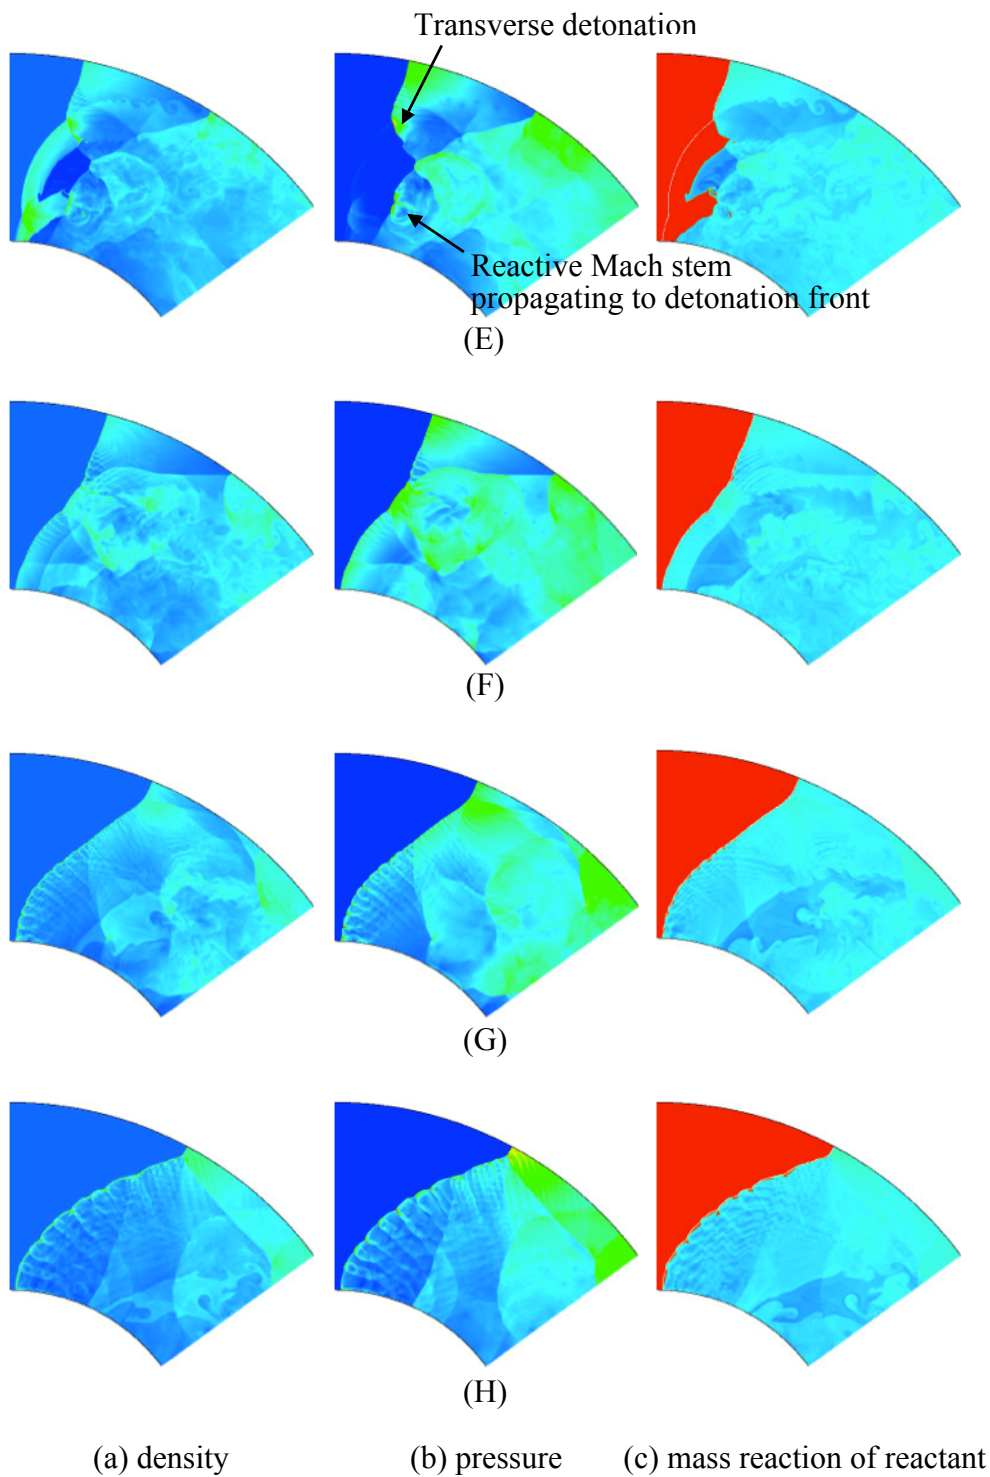 Transverse detonation
Reactive Mach stem
propagating to detonation front
(E)
(F)
(G)
(H)
(a) density
(b) pressure
(c) mass reaction of reactant